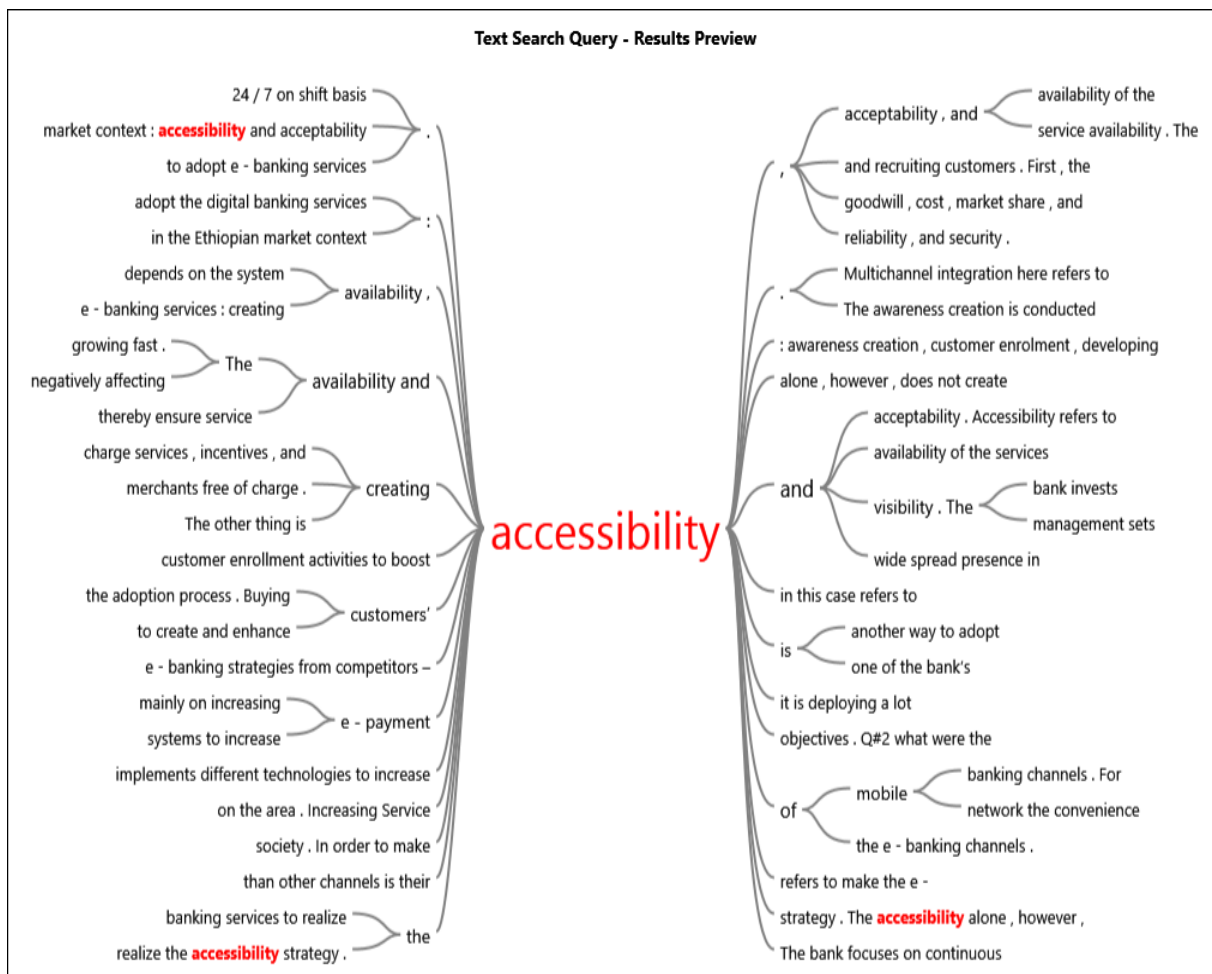 Text Search Query - Results Preview
24 / 7 on shift basis
market context : accessibility and acceptability
to adopt e - banking services
.
adopt the digital banking services
in the Ethiopian market context
:
depends on the system
e - banking services : creating
availability ,
growing fast .
negatively affecting
The
thereby ensure service
availability and
charge services , incentives , and
merchants free of charge .
The other thing is
creating
customer enrollment activities to boost
the adoption process . Buying
to create and enhance
customers'
e - banking strategies from competitors –
mainly on increasing
systems to increase
e - payment
implements different technologies to increase
on the area . Increasing Service
society . In order to make
than other channels is their
banking services to realize
realize the accessibility strategy .
the
accessibility
,
acceptability , and
availability of the
service availability . The
and recruiting customers . First , the
goodwill , cost , market share , and
reliability , and security .
.
Multichannel integration here refers to
The awareness creation is conducted
: awareness creation , customer enrolment , developing
alone , however , does not create
and
acceptability . Accessibility refers to
availability of the services
visibility . The
bank invests
management sets
wide spread presence in
in this case refers to
is
another way to adopt
one of the bank's
it is deploying a lot
objectives . Q#2 what were the
of
mobile
banking channels . For
network the convenience
the e - banking channels .
refers to make the e -
strategy . The accessibility alone , however ,
The bank focuses on continuous